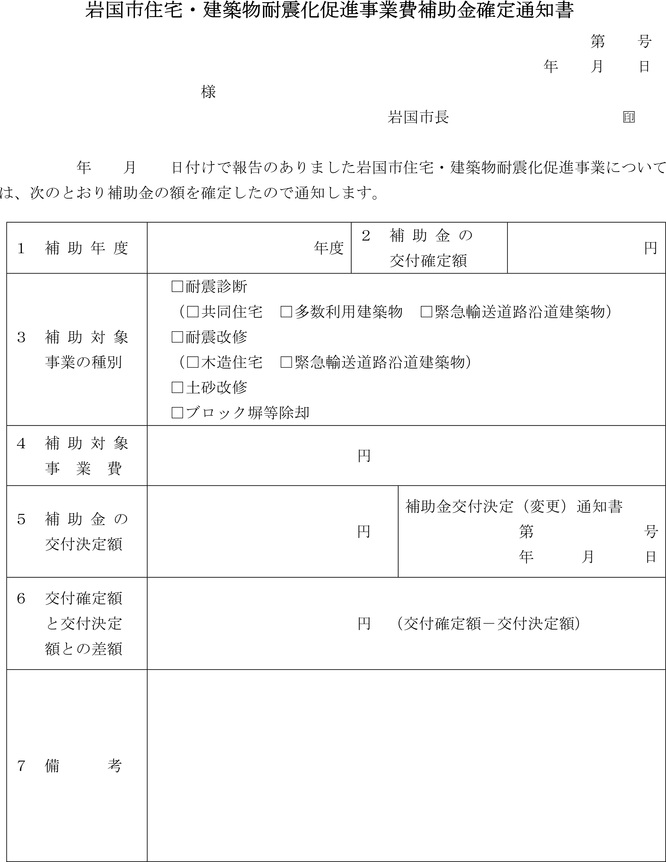 岩国市住宅・建築物耐震化促進事業費補助金確定通知書
第　　号
年　　月　　日
様
岩国市長　　　　　　　　　　　印
年　　月　　日付けで報告のありました岩国市住宅・建築物耐震化促進事業について
は、次のとおり補助金の額を確定したので通知します。
１　補助年度
年度
２　補助金の
交付確定額
円
３　補助対象
事業の種別
□耐震診断
（□共同住宅　□多数利用建築物　□緊急輸送道路沿道建築物）
□耐震改修
（□木造住宅　□緊急輸送道路沿道建築物）
□土砂改修
□ブロック塀等除却
４　補助対象
事　業　費
円
５　補助金の
交付決定額
円
補助金交付決定（変更）通知書
第　　　　　　　号
年　　　月　　　日
６　交付確定額
と交付決定
額との差額
円　（交付確定額－交付決定額）
７　備　　　考